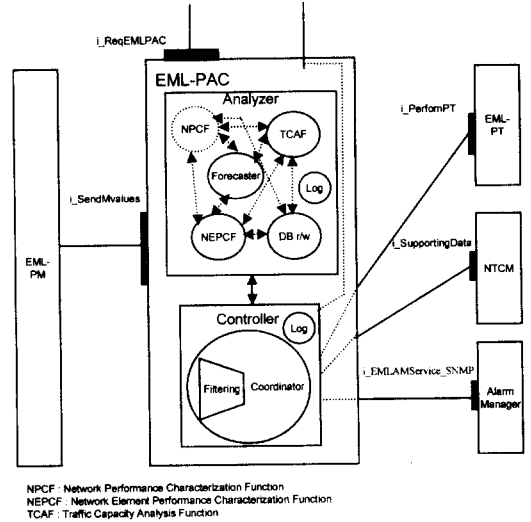 i_ReqEMLPAC
EML-PAC
Analyzer
NPCF
TCAF
Forecaster
Log
NEPCF
DB r/w
Controller
Log
Filtering
Coordinator
EML-
PM
i_SendMvalues
i_PerfomPT
EML-
PT
i_SupportingData
NTCM
i_EMLAMService_SNMP
Alarm
Manager
NPCF : Network Performance Characterization Function
NEPCF : Network Element Performance Characterization Function
TCAF : Traffic Capacity Analysis Function